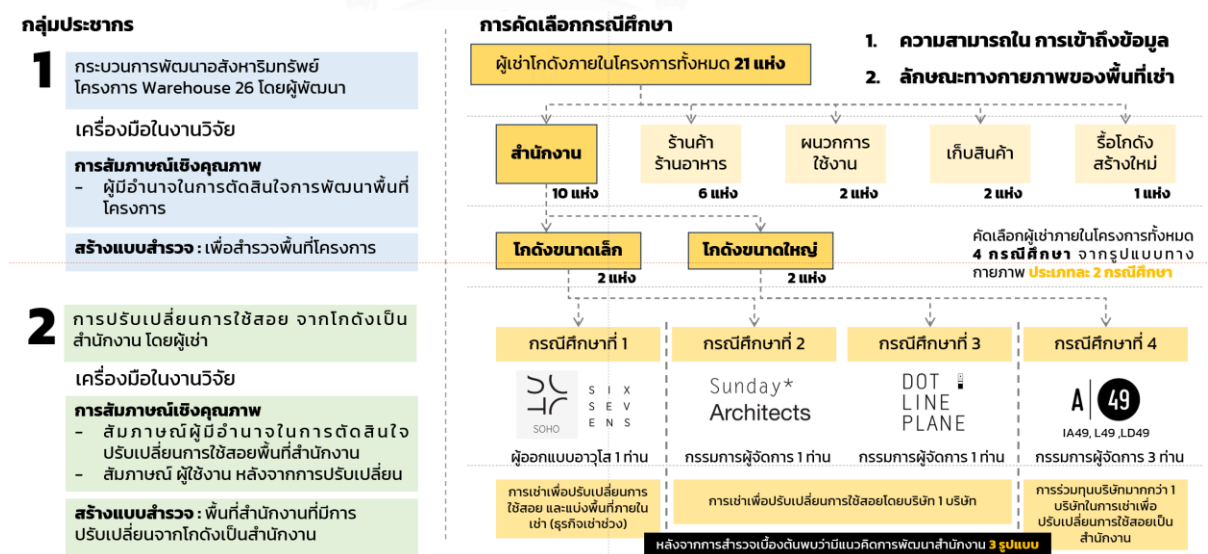 กลุ่มประชากร
1
กระบวนการพัฒนาอสังหาริมทรัพย์
โครงการ Warehouse 26 โดยผู้พัฒนา
เครื่องมือในงานวิจัย
การสัมภาษณ์เชิงคุณภาพ
- ผู้มีอำนาจในการตัดสินใจการพัฒนาพื้นที่
โครงการ
สร้างแบบสำรวจ : เพื่อสำรวจพื้นที่โครงการ
2
การปรับเปลี่ยนการใช้สอย จากโกดังเป็น
สำนักงาน โดยผู้เช่า
เครื่องมือในงานวิจัย
การสัมภาษณ์เชิงคุณภาพ
- สัมภาษณ์ผู้มีอำนาจในการตัดสินใจ
ปรับเปลี่ยนการใช้สอยพื้นที่สำนักงาน
- สัมภาษณ์ ผู้ใช้งาน หลังจากการปรับเปลี่ยน
สร้างแบบสำรวจ : พื้นที่สำนักงานที่มีการ
ปรับเปลี่ยนจากโกดังเป็นสำนักงาน
การคัดเลือกกรณีศึกษา
ผู้เช่าโกดังภายในโครงการทั้งหมด 21 แห่ง
1. ความสามารถใน การเข้าถึงข้อมูล
2. ลักษณะทางกายภาพของพื้นที่เช่า
สำนักงาน
10 แห่ง
ร้านค้า
ร้านอาหาร
6 แห่ง
ผนวกการ
ใช้งาน
2 แห่ง
เก็บสินค้า
2 แห่ง
รื้อโกดัง
สร้างใหม่
1 แห่ง
โกดังขนาดเล็ก
2 แห่ง
โกดังขนาดใหญ่
2 แห่ง
คัดเลือกผู้เช่าภายในโครงการทั้งหมด
4 กรณีศึกษา จากรูปแบบทาง
กายภาพ ประเภทละ 2 กรณีศึกษา
กรณีศึกษาที่ 1
SOHO
SIX
SEV
ENS
ผู้ออกแบบอาวุโส 1 ท่าน
กรณีศึกษาที่ 2
Sunday*
Architects
กรรมการผู้จัดการ 1 ท่าน
กรณีศึกษาที่ 3
DOT
LINE
PLANE
กรรมการผู้จัดการ 1 ท่าน
กรณีศึกษาที่ 4
A 49
IA49, L49 ,LD49
กรรมการผู้จัดการ 3 ท่าน
การเช่าเพื่อปรับเปลี่ยนการ
ใช้สอย และแบ่งพื้นที่ภายใน
เช่า (ธุรกิจเช่าช่วง)
การเช่าเพื่อปรับเปลี่ยนการใช้สอยโดยบริษัท 1 บริษัท
การร่วมทุนบริษัทมากกว่า 1
บริษัทในการเช่าเพื่อ
ปรับเปลี่ยนการใช้สอยเป็น
สำนักงาน
หลังจากการสำรวจเบื้องต้นพบว่ามีแนวคิดการพัฒนาสำนักงาน 3 รูปแบบ